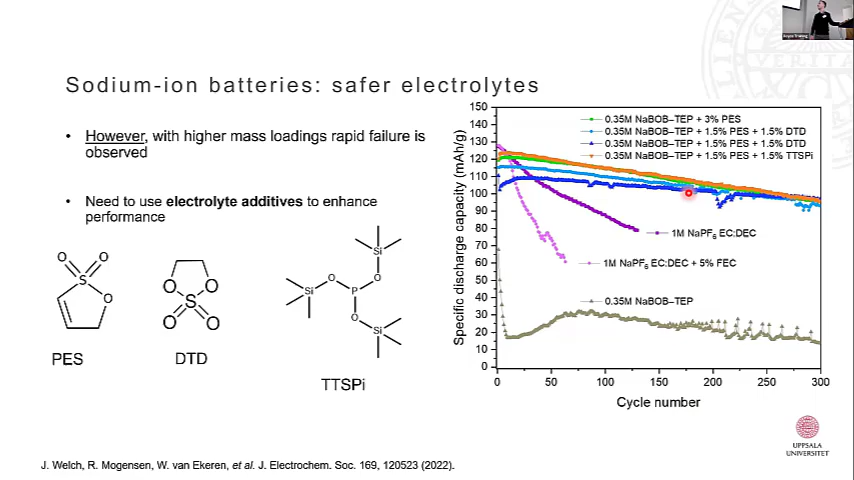 Sodium-ion batteries: safer electrolytes
• However, with higher mass loadings rapid failure is
observed
• Need to use electrolyte additives to enhance
performance
O O
S
O
PES
O O
S
O O
DTD
Si
Si O O
P
O
Si
TTSPi
Specific discharge capacity (mAh/g)
150
140
130
120
110
100
90
80
70
60
50
40
30
20
10
0
0 50 100 150 200 250 300
Cycle number
0.35M NaBOB–TEP + 3% PES
0.35M NaBOB–TEP + 1.5% PES + 1.5% DTD
0.35M NaBOB–TEP + 1.5% PES + 1.5% DTD
0.35M NaBOB–TEP + 1.5% PES + 1.5% TTSPi
1M NaPF6 EC:DEC
1M NaPF6 EC:DEC + 5% FEC
0.35M NaBOB–TEP
UPPSALA
UNIVERSITET
J. Welch, R. Mogensen, W. van Ekeren, et al. J. Electrochem. Soc. 169, 120523 (2022).